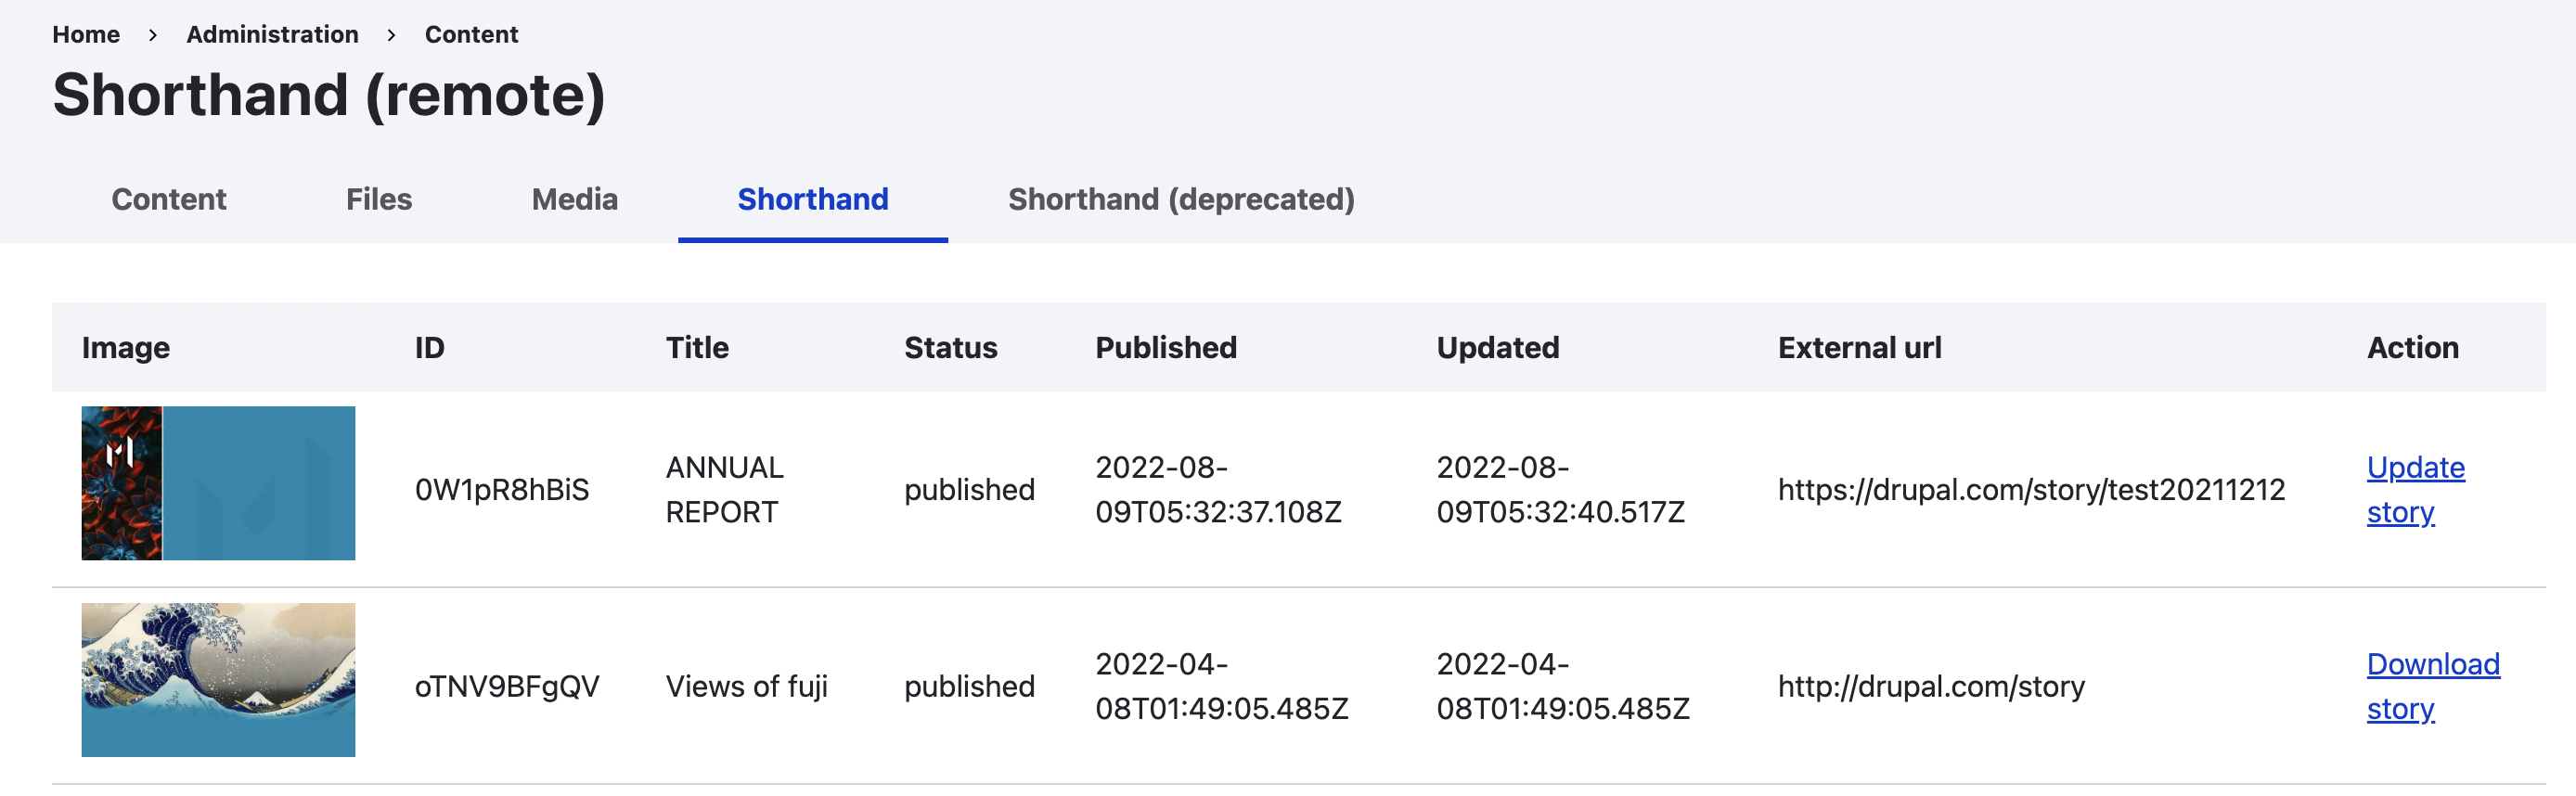 Home > Administration > Content
Shorthand (remote)
Content Files Media Shorthand Shorthand (deprecated)
Image ID Title Status Published Updated External url Action
0W1pR8hBiS ANNUAL REPORT published 2022-08-09T05:32:37.108Z 2022-08-09T05:32:40.517Z https://drupal.com/story/test20211212 Update story
oTNV9BFgQV Views of fuji published 2022-04-08T01:49:05.485Z 2022-04-08T01:49:05.485Z http://drupal.com/story Download story